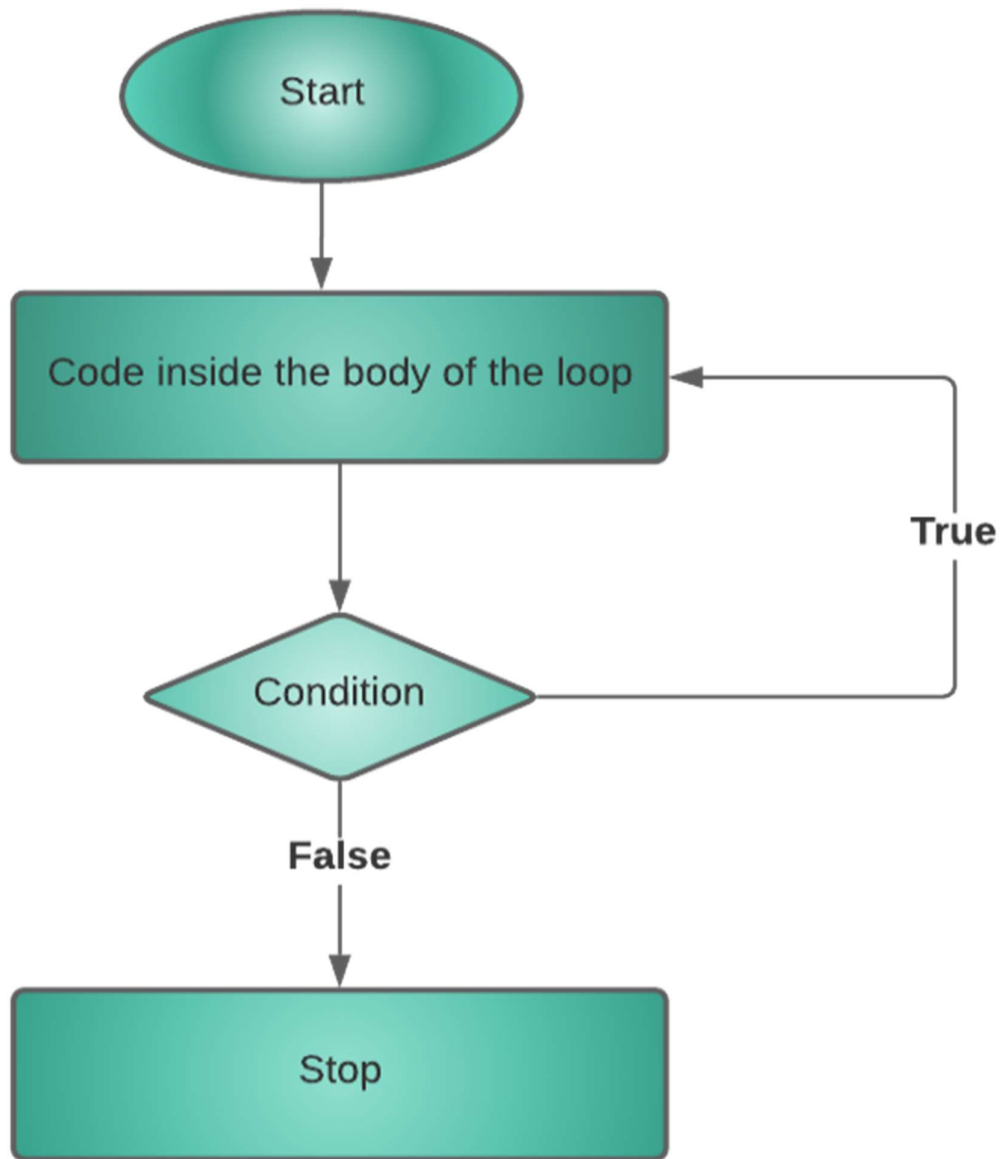 Start
Code inside the body of the loop
True
Condition
False
Stop